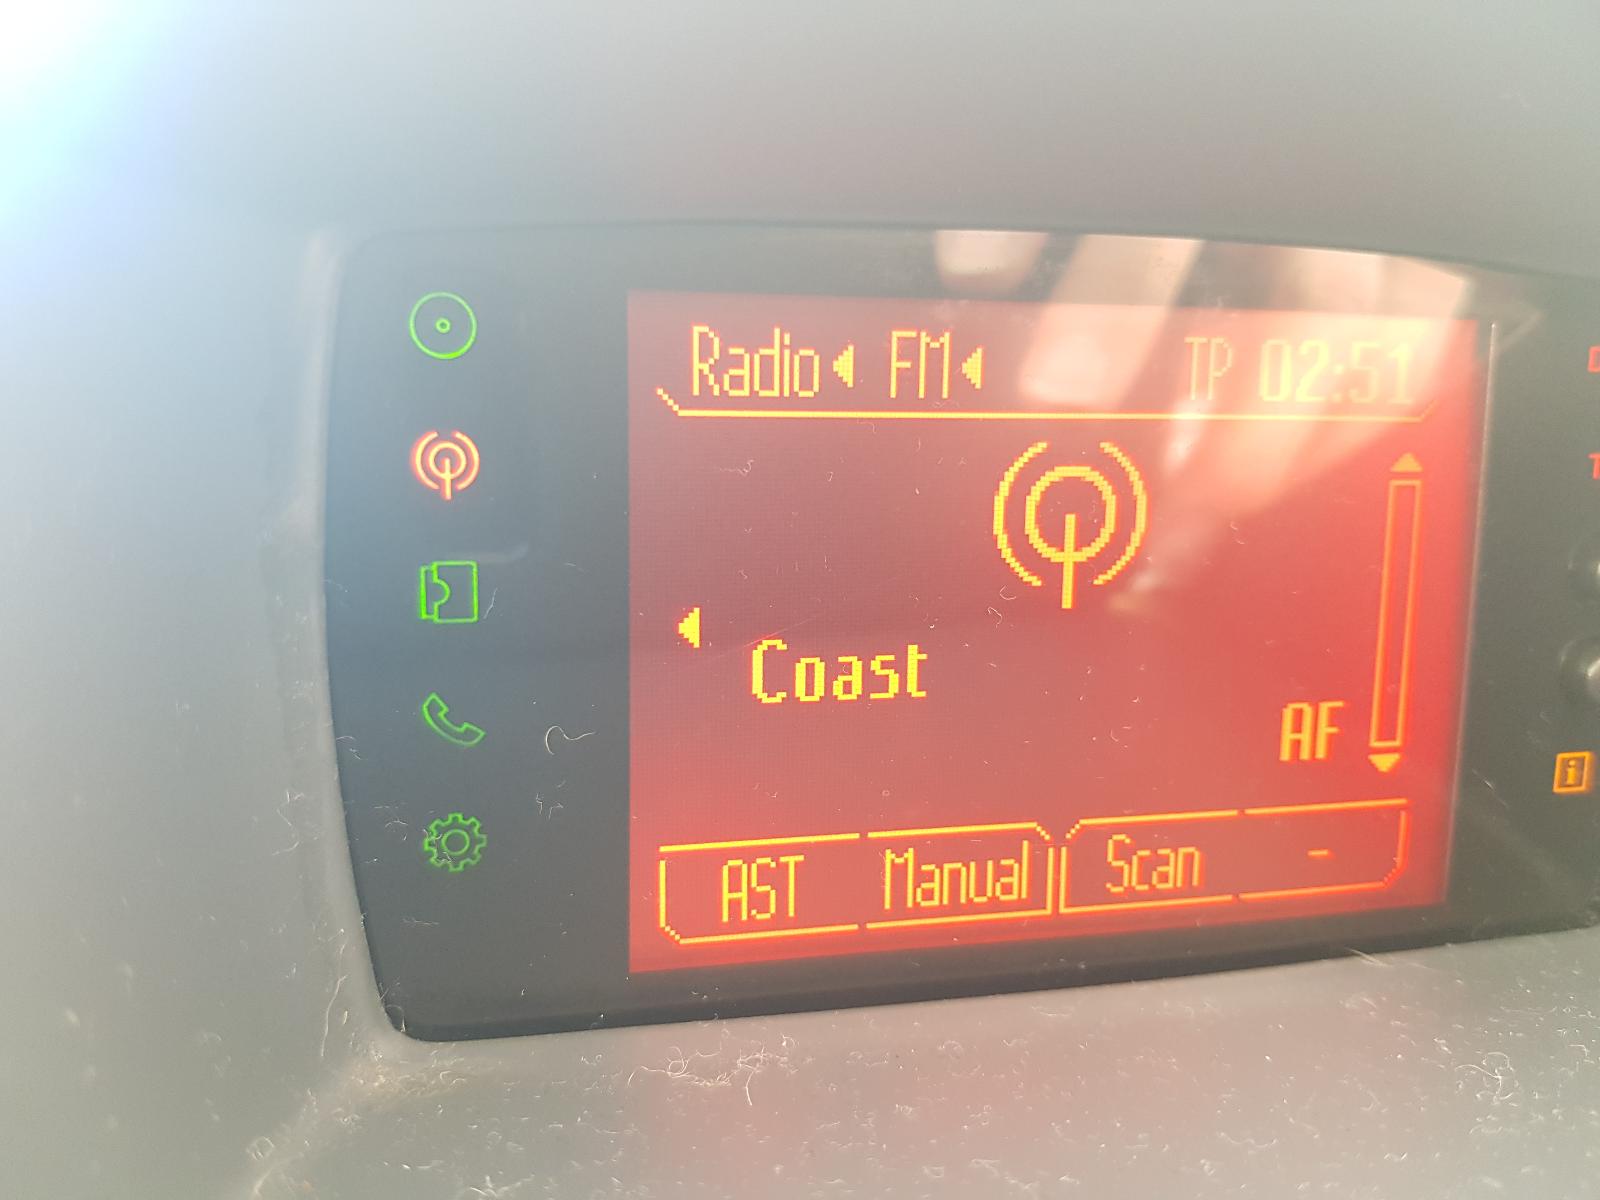 Radio FM TP 02:51
Coast
AF
AST Manual Scan -
i